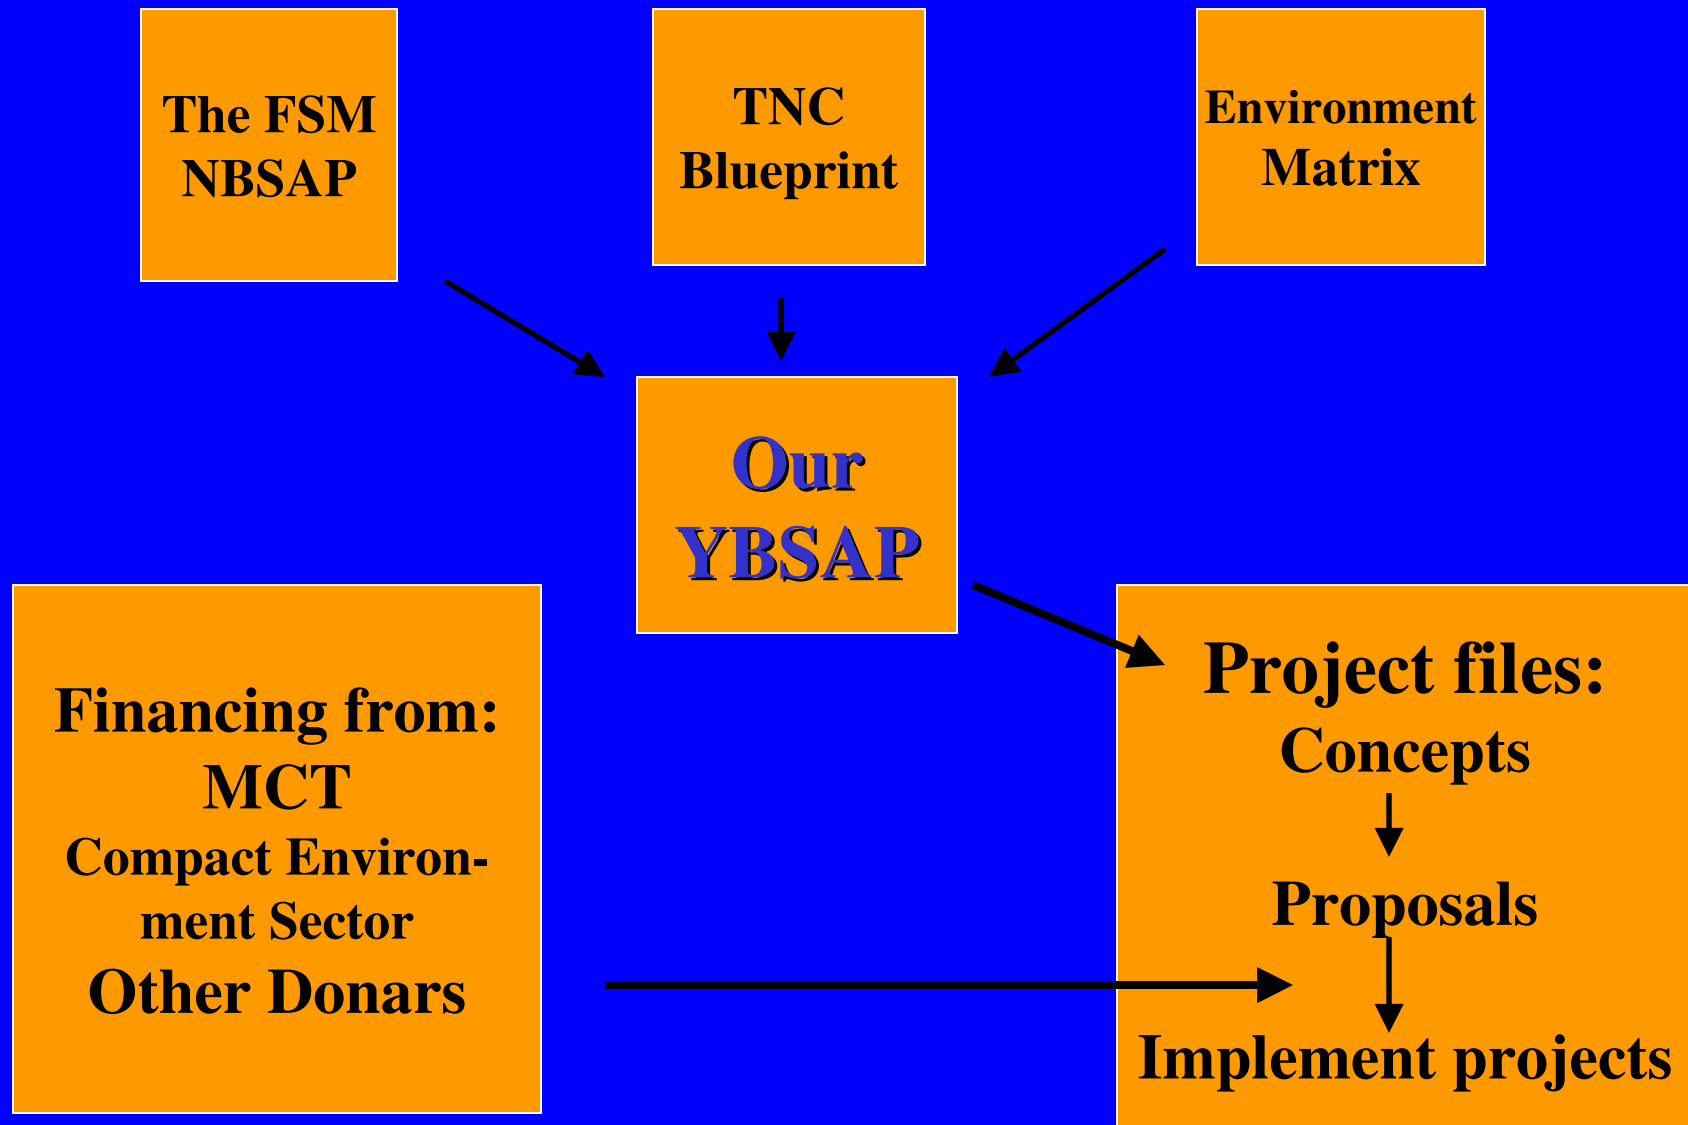 The FSM
NBSAP
TNC
Blueprint
Environment
Matrix
Our
YBSAP
Financing from:
MCT
Compact Environ-
ment Sector
Other Donars
Project files:
Concepts
Proposals
Implement projects